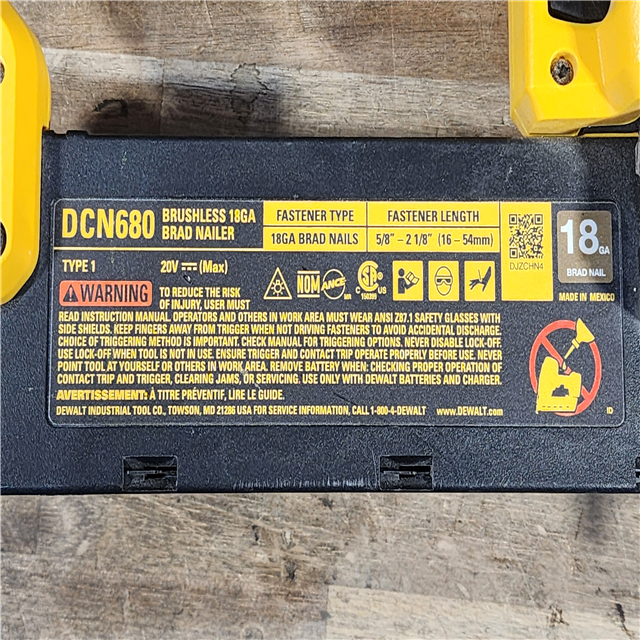 DCN680
BRUSHLESS 18GA
BRAD NAILER
FASTENER TYPE
FASTENER LENGTH
18GA BRAD NAILS
5/8" – 2 1/8" (16 – 54mm)
DJZCHN4
18GA
BRAD NAIL
MADE IN MEXICO
TYPE 1
20V (Max)
NOM
ANCE
C US
WARNING
TO REDUCE THE RISK
OF INJURY, USER MUST
READ INSTRUCTION MANUAL. OPERATORS AND OTHERS IN WORK AREA MUST WEAR ANSI Z87.1 SAFETY GLASSES WITH
SIDE SHIELDS. KEEP FINGERS AWAY FROM TRIGGER WHEN NOT DRIVING FASTENERS TO AVOID ACCIDENTAL DISCHARGE.
CHOICE OF TRIGGERING METHOD IS IMPORTANT. CHECK MANUAL FOR TRIGGERING OPTIONS. NEVER DISABLE LOCK-OFF.
USE LOCK-OFF WHEN TOOL IS NOT IN USE. ENSURE TRIGGER AND CONTACT TRIP OPERATE PROPERLY BEFORE USE. NEVER
POINT TOOL AT YOURSELF OR OTHERS IN WORK AREA. REMOVE BATTERY WHEN: CHECKING PROPER OPERATION OF
CONTACT TRIP AND TRIGGER, CLEARING JAMS, OR SERVICING. USE ONLY WITH DEWALT BATTERIES AND CHARGER.
AVERTISSEMENT: À TITRE PRÉVENTIF, LIRE LE GUIDE.
DEWALT INDUSTRIAL TOOL CO., TOWSON, MD 21286 USA FOR SERVICE INFORMATION, CALL 1-800-4-DEWALT
www.DEWALT.com
ID